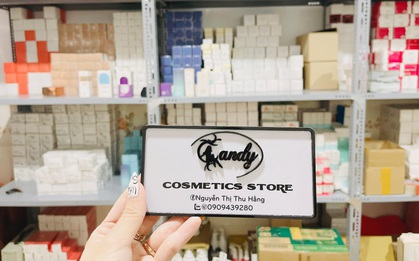 Candy
COSMETICS STORE
Nguyễn Thị Thu Hằng
0909439280